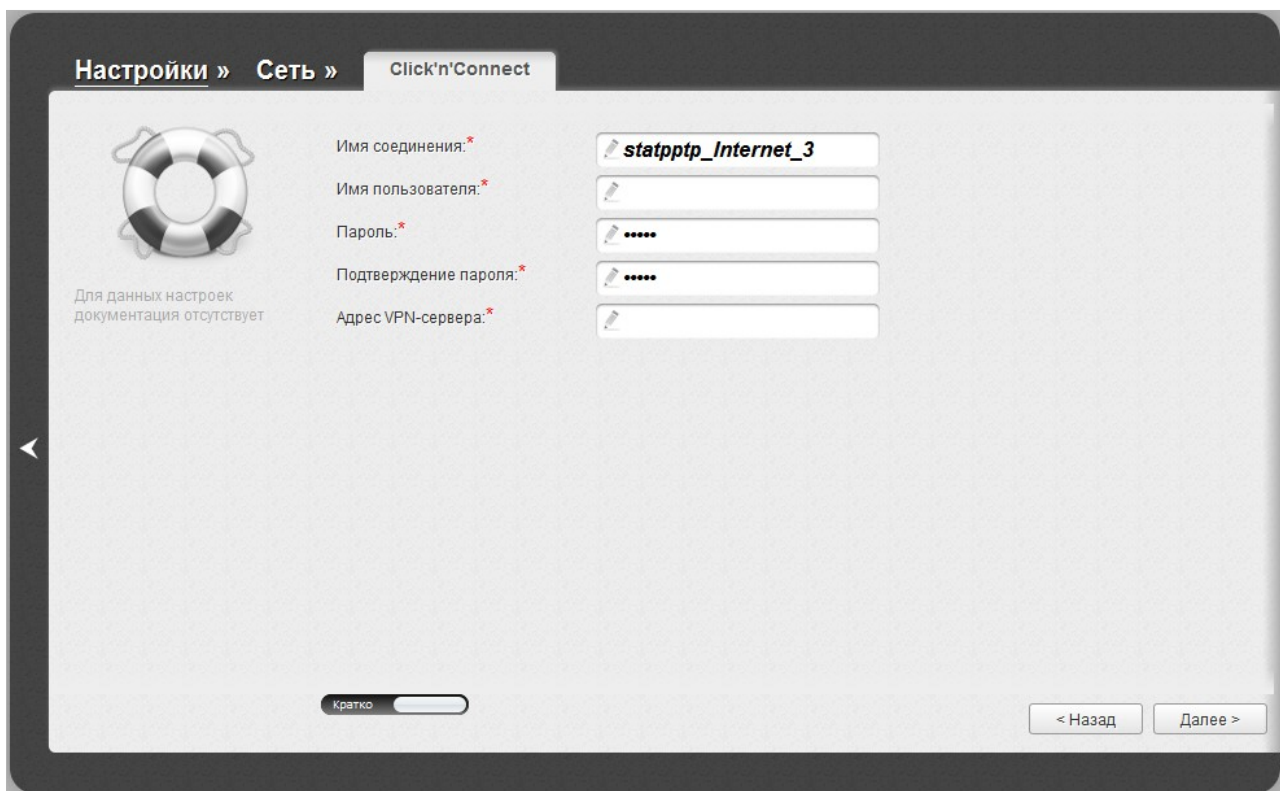 Настройки » Сеть » Click'n'Connect
Имя соединения:* statpptp_Internet_3
Имя пользователя:*
Пароль:* •••••
Подтверждение пароля:* •••••
Для данных настроек
документация отсутствует
Адрес VPN-сервера:*
Кратко
< Назад Далее >